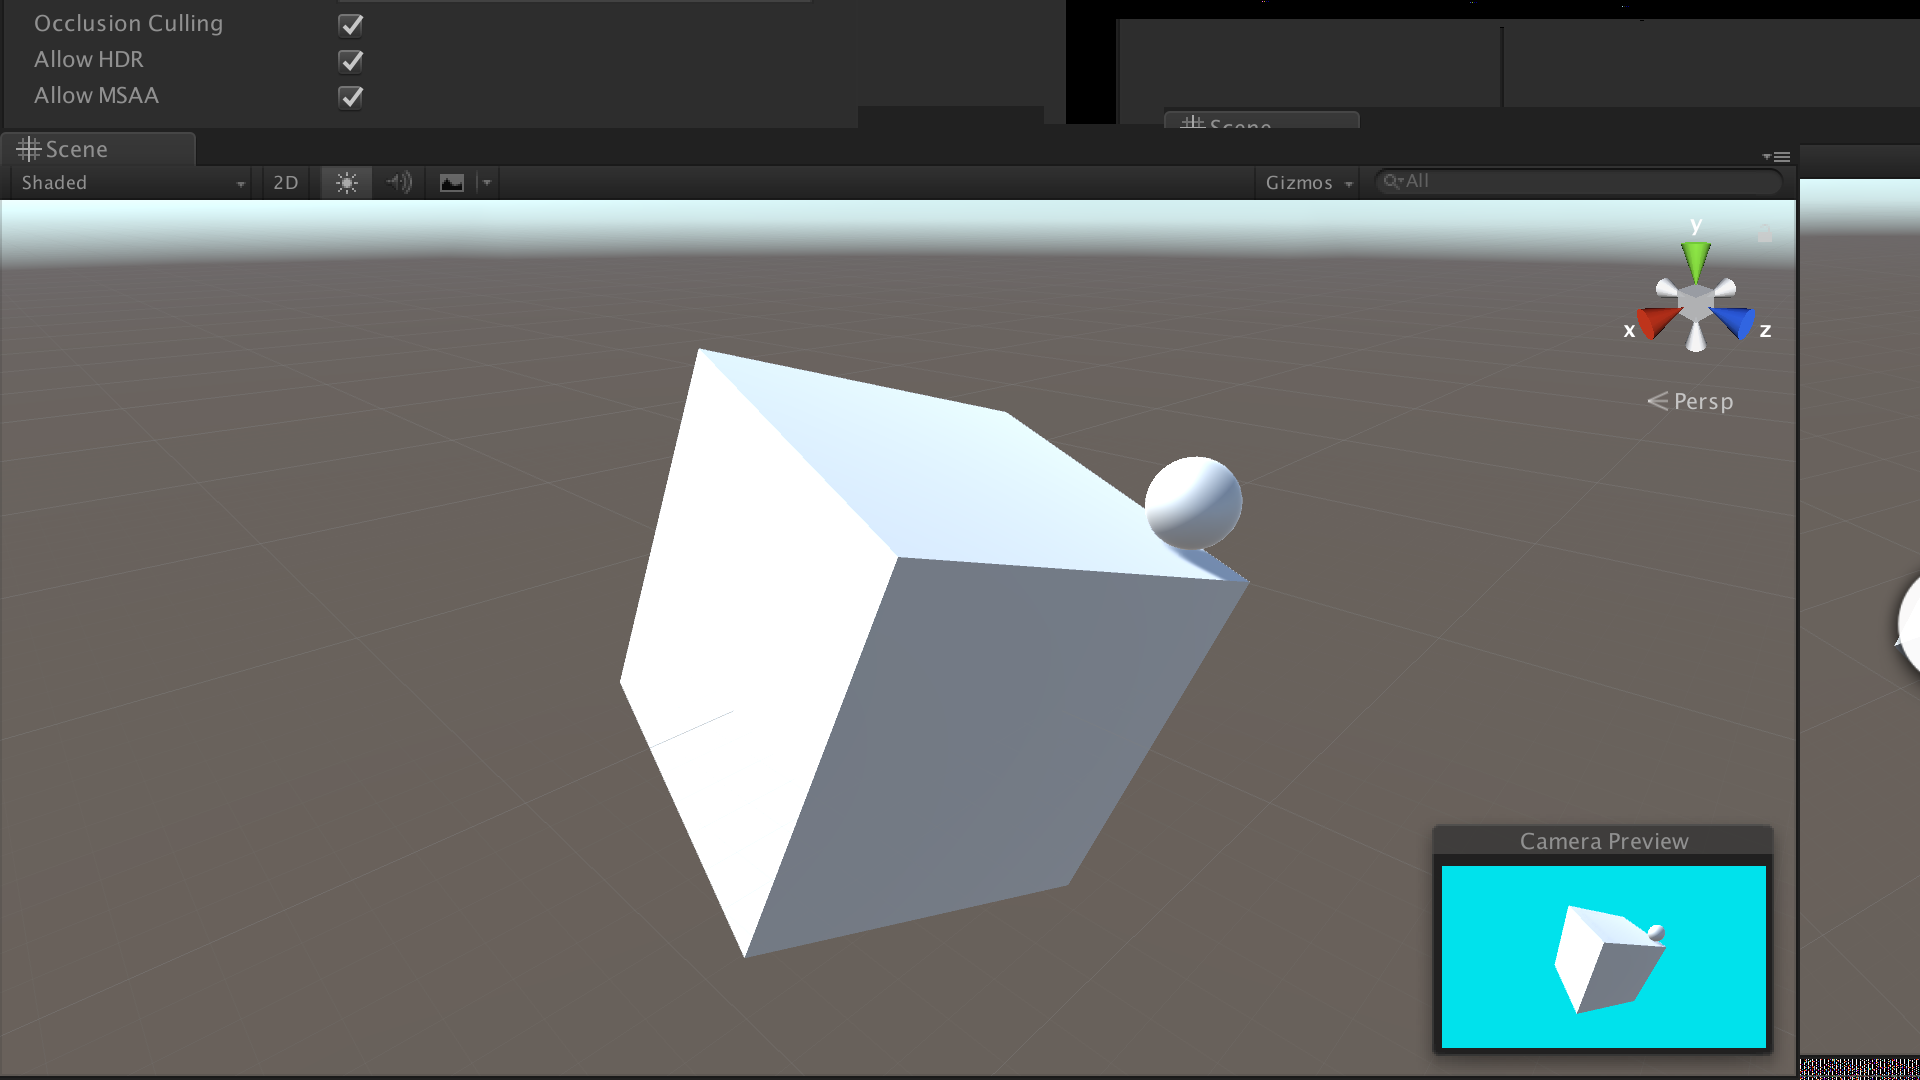 Occlusion Culling
Allow HDR
Allow MSAA
Scene
Scene
Shaded
2D
Gizmos
All
y
x
z
Persp
Camera Preview